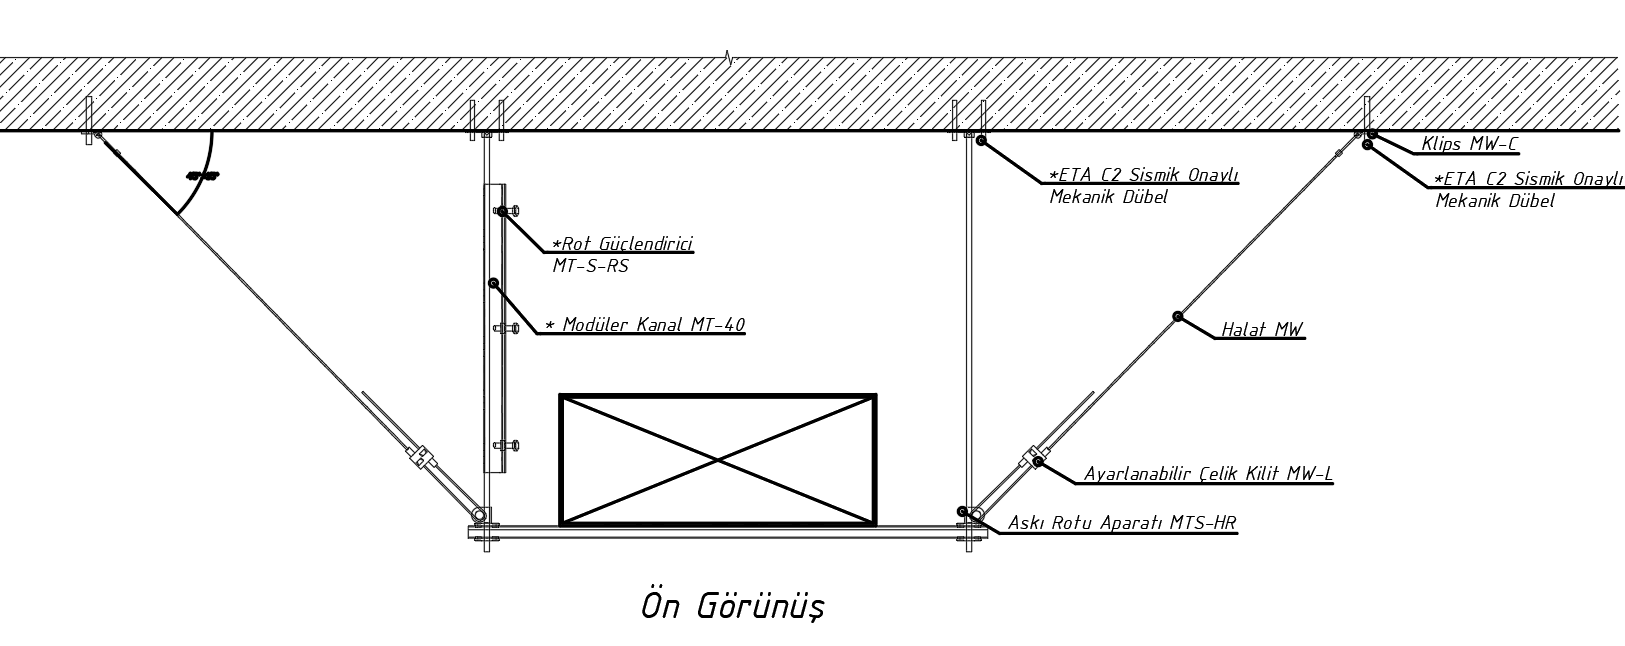 Klips MW-C
*ETA C2 Sismik Onaylı
Mekanik Dübel
*ETA C2 Sismik Onaylı
Mekanik Dübel
*Rot Güçlendirici
MT-S-RS
* Modüler Kanal MT-40
Halat MW
Ayarlanabilir Çelik Kilit MW-L
Askı Rotu Aparatı MTS-HR
Ön Görünüş